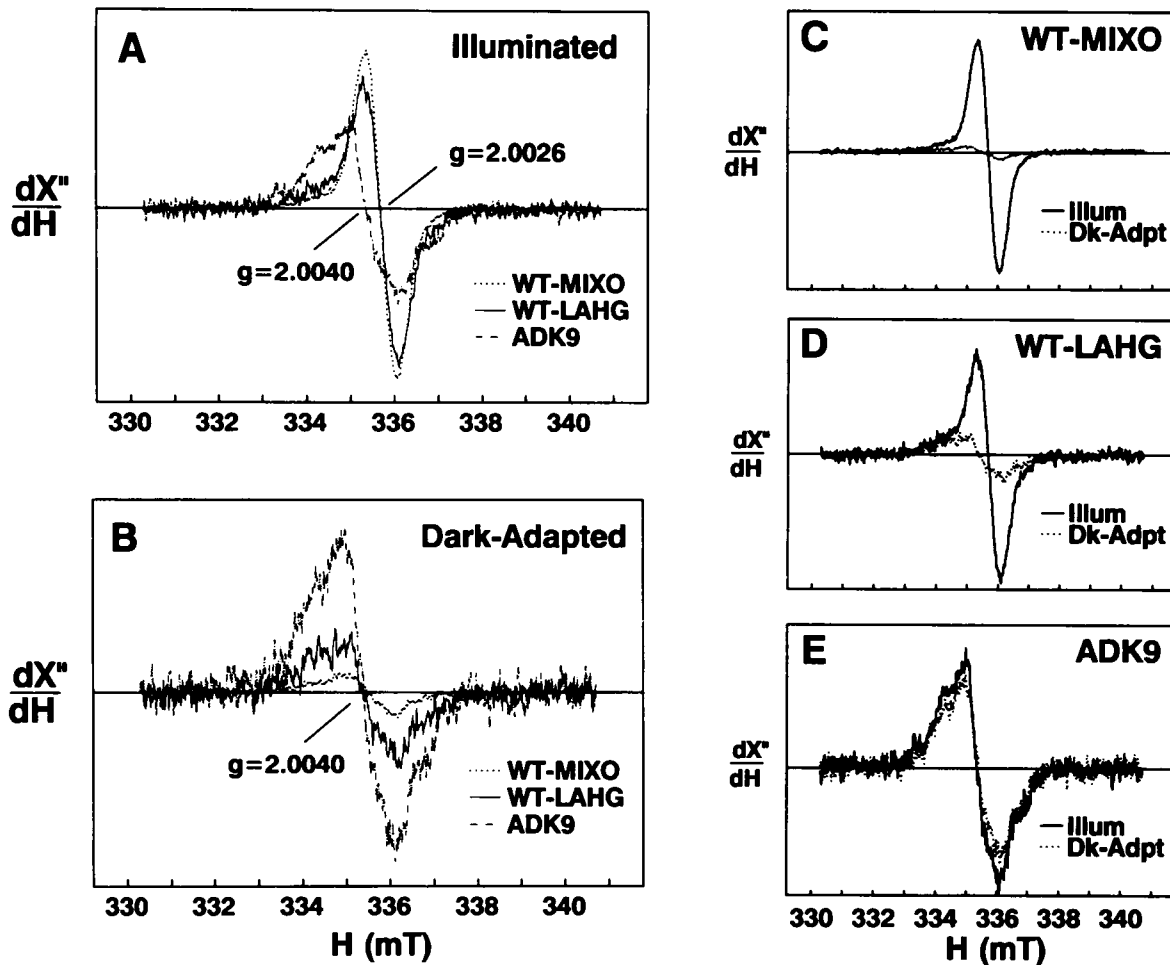 A
Illuminated
g=2.0026
g=2.0040
dX"
dH
WT-MIXO
WT-LAHG
ADK9
330 332 334 336 338 340
B
Dark-Adapted
g=2.0040
dX"
dH
WT-MIXO
WT-LAHG
ADK9
330 332 334 336 338 340
H (mT)
C
WT-MIXO
dX"
dH
Illum
Dk-Adpt
D
WT-LAHG
dX"
dH
Illum
Dk-Adpt
E
ADK9
dX"
dH
Illum
Dk-Adpt
330 332 334 336 338 340
H (mT)